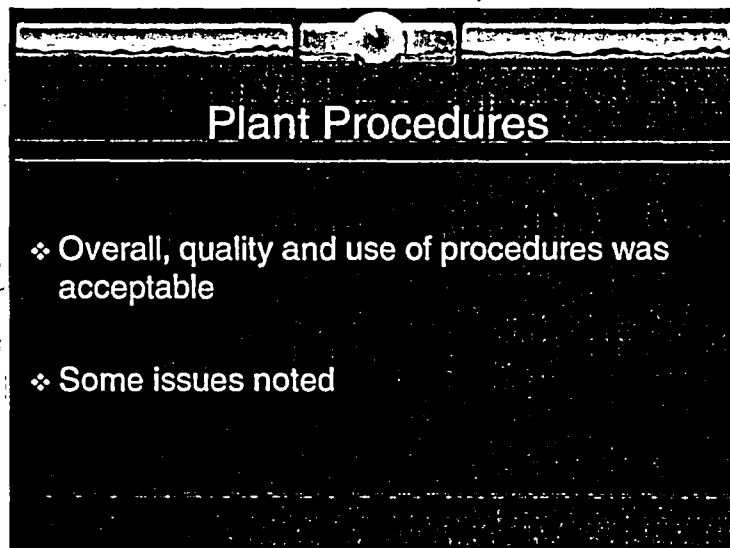 Plant Procedures
❖ Overall, quality and use of procedures was
acceptable
❖ Some issues noted